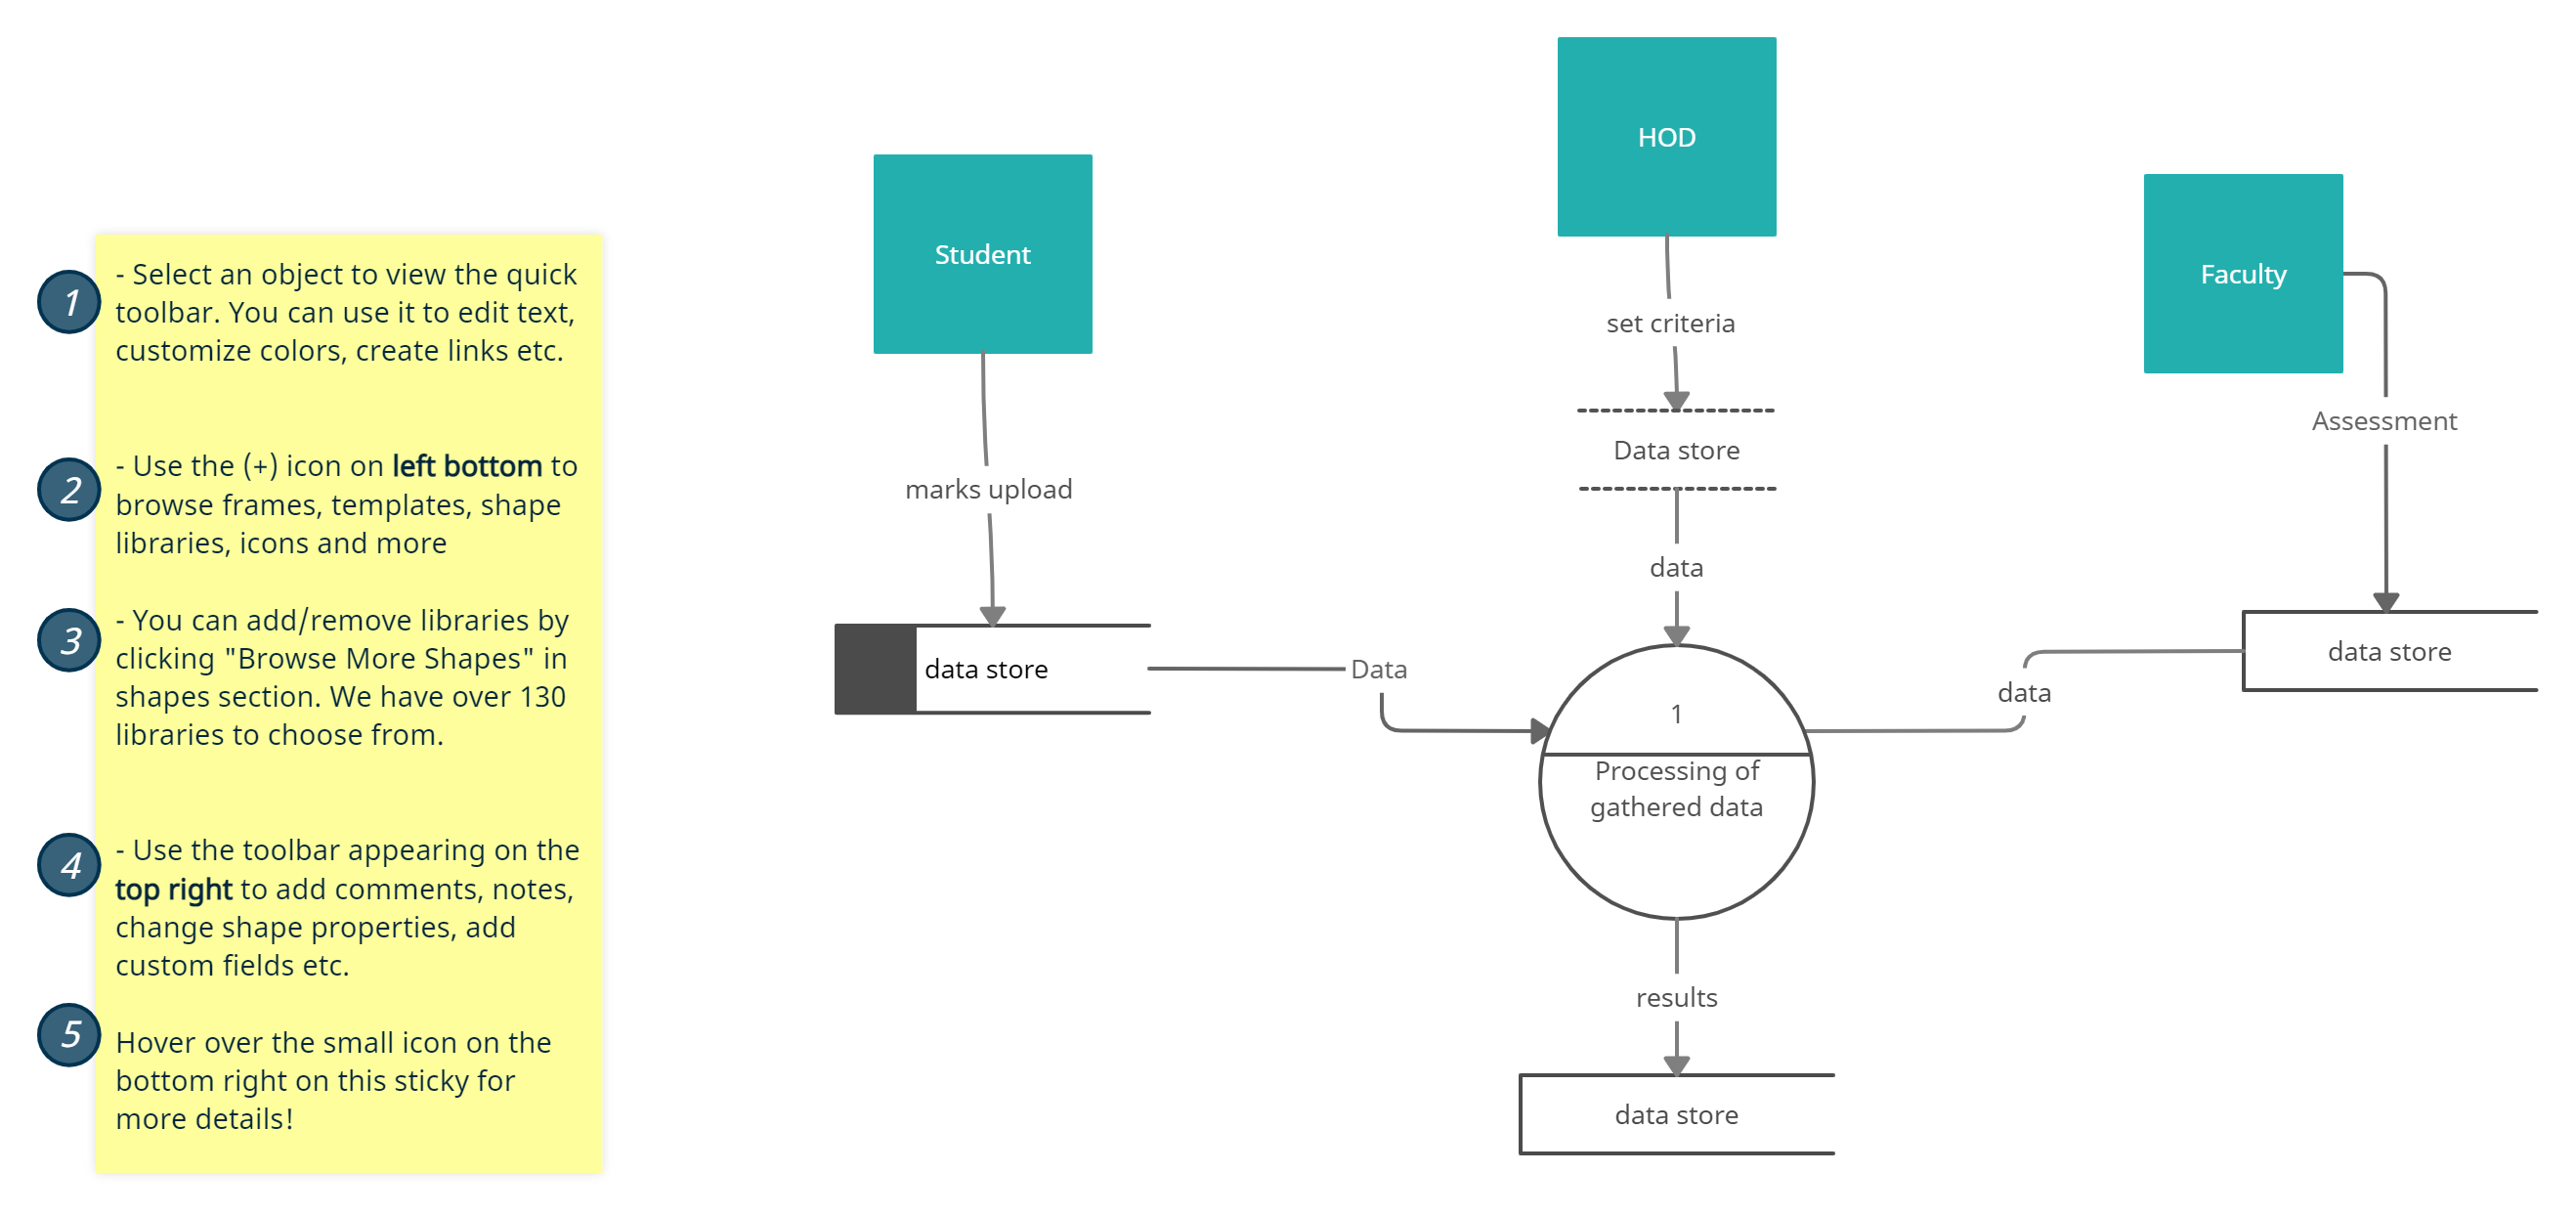 1
- Select an object to view the quick
toolbar. You can use it to edit text,
customize colors, create links etc.
2
- Use the (+) icon on left bottom to
browse frames, templates, shape
libraries, icons and more
3
- You can add/remove libraries by
clicking "Browse More Shapes" in
shapes section. We have over 130
libraries to choose from.
4
- Use the toolbar appearing on the
top right to add comments, notes,
change shape properties, add
custom fields etc.
5
Hover over the small icon on the
bottom right on this sticky for
more details!
Student
marks upload
data store
Data
HOD
set criteria
Data store
data
1
Processing of
gathered data
results
data store
Faculty
Assessment
data store
data